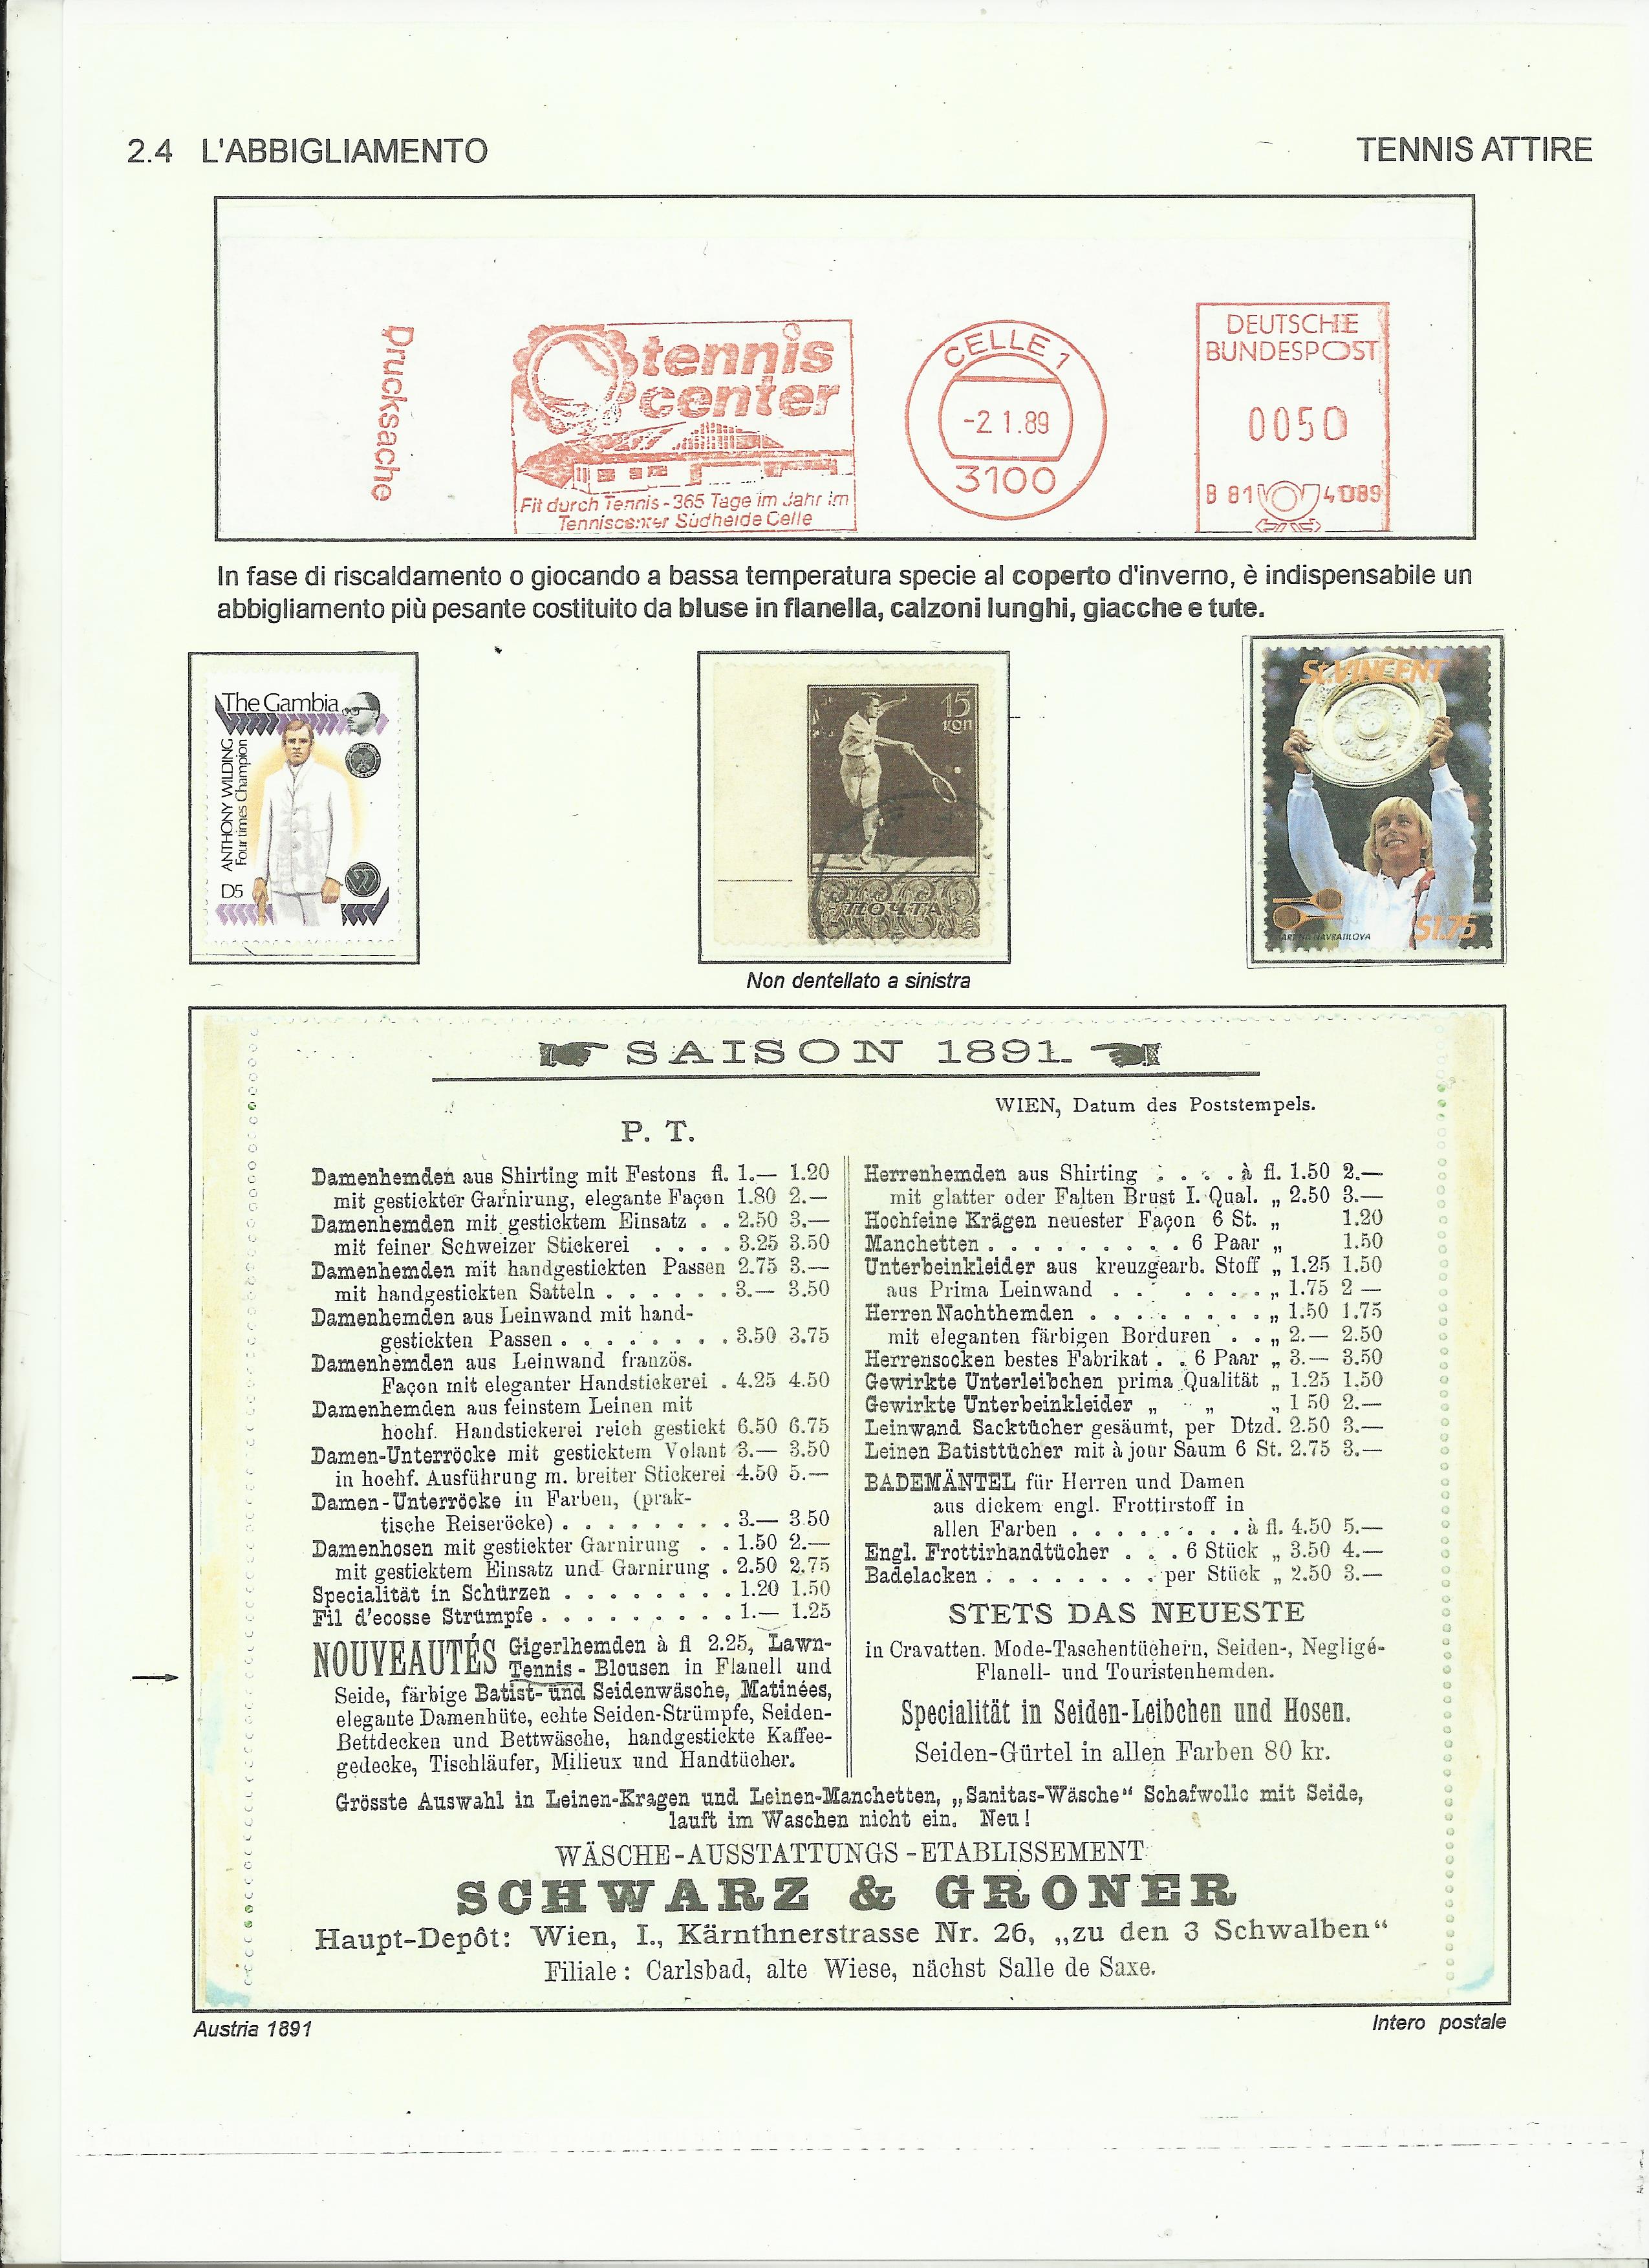 2.4 L'ABBIGLIAMENTO
TENNIS ATTIRE
Drucksache
tennis
center
Fit durch Tennis - 365 Tage im Jahr im
Tenniscenter Südheide Celle
CELLE 1
-2.1.89
3100
DEUTSCHE
BUNDESPOST
0050
B 81 4089
In fase di riscaldamento o giocando a bassa temperatura specie al coperto d'inverno, è indispensabile un
abbigliamento più pesante costituito da bluse in flanella, calzoni lunghi, giacche e tute.
The Gambia
ANTHONY WILDING
Four times Champion
D5
15
коп
ПОЧТА
St.VINCENT
NAVRATILOVA
$1.75
Non dentellato a sinistra
SAISON 1891.
WIEN, Datum des Poststempels.
P. T.
Damenhemden aus Shirting mit Festons fl. 1.— 1.20
mit gestickter Garnirung, elegante Façon 1.80 2.—
Damenhemden mit gesticktem Einsatz . . 2.50 3.—
mit feiner Schweizer Stickerei . . . . 3.25 3.50
Damenhemden mit handgestickten Passen 2.75 3.—
mit handgestickten Satteln . . . . . . 3.— 3.50
Damenhemden aus Leinwand mit hand-
gestickten Passen . . . . . . . . 3.50 3.75
Damenhemden aus Leinwand französ.
Façon mit eleganter Handstickerei . 4.25 4.50
Damenhemden aus feinstem Leinen mit
hochf. Handstickerei reich gestickt 6.50 6.75
Damen-Unterröcke mit gesticktem Volant 3.— 3.50
in hochf. Ausführung m. breiter Stickerei 4.50 5.—
Damen-Unterröcke in Farben, (prak-
tische Reiseröcke) . . . . . . . . 3.— 3.50
Damenhosen mit gestickter Garnirung . . 1.50 2.—
mit gesticktem Einsatz und Garnirung . 2.50 2.75
Specialität in Schürzen . . . . . . . . 1.20 1.50
Fil d'ecosse Strümpfe . . . . . . . . . 1.— 1.25
NOUVEAUTÉS Gigerlhemden à fl 2.25, Lawn-
Tennis - Blousen in Flanell und
Seide, färbige Batist- und Seidenwäsche, Matinées,
elegante Damenhüte, echte Seiden-Strümpfe, Seiden-
Bettdecken und Bettwäsche, handgestickte Kaffee-
gedecke, Tischläufer, Milieux und Handtücher.
Herrenhemden aus Shirting . . . . à fl. 1.50 2.—
mit glatter oder Falten Brust I. Qual. „ 2.50 3.—
Hochfeine Krägen neuester Façon 6 St. „ 1.20
Manchetten . . . . . . . . . 6 Paar „ 1.50
Unterbeinkleider aus kreuzgearb. Stoff „ 1.25 1.50
aus Prima Leinwand . . . . . . . „ 1.75 2 —
Herren Nachthemden . . . . . . . . „ 1.50 1.75
mit eleganten färbigen Borduren . . „ 2.— 2.50
Herrensocken bestes Fabrikat . . 6 Paar „ 3.— 3.50
Gewirkte Unterleibchen prima Qualität „ 1.25 1.50
Gewirkte Unterbeinkleider „ „ „ 1 50 2.—
Leinwand Sacktücher gesäumt, per Dtzd. 2.50 3.—
Leinen Batisttücher mit à jour Saum 6 St. 2.75 3.—
BADEMÄNTEL für Herren und Damen
aus dickem engl. Frottirstoff in
allen Farben . . . . . . . . . à fl. 4.50 5.—
Engl. Frottirhandtücher . . . 6 Stück „ 3.50 4.—
Badelacken . . . . . . . . . per Stück „ 2.50 3.—
STETS DAS NEUESTE
in Cravatten. Mode-Taschentüchern, Seiden-, Negligé-
Flanell- und Touristenhemden.
Specialität in Seiden-Leibchen und Hosen.
Seiden-Gürtel in allen Farben 80 kr.
Grösste Auswahl in Leinen-Kragen und Leinen-Manchetten, „Sanitas-Wäsche“ Schafwolle mit Seide,
lauft im Waschen nicht ein. Neu!
WÄSCHE-AUSSTATTUNGS-ETABLISSEMENT
SCHWARZ & GRONER
Haupt-Depôt: Wien, I., Kärnthnerstrasse Nr. 26, „zu den 3 Schwalben“
Filiale: Carlsbad, alte Wiese, nächst Salle de Saxe.
Austria 1891
Intero postale